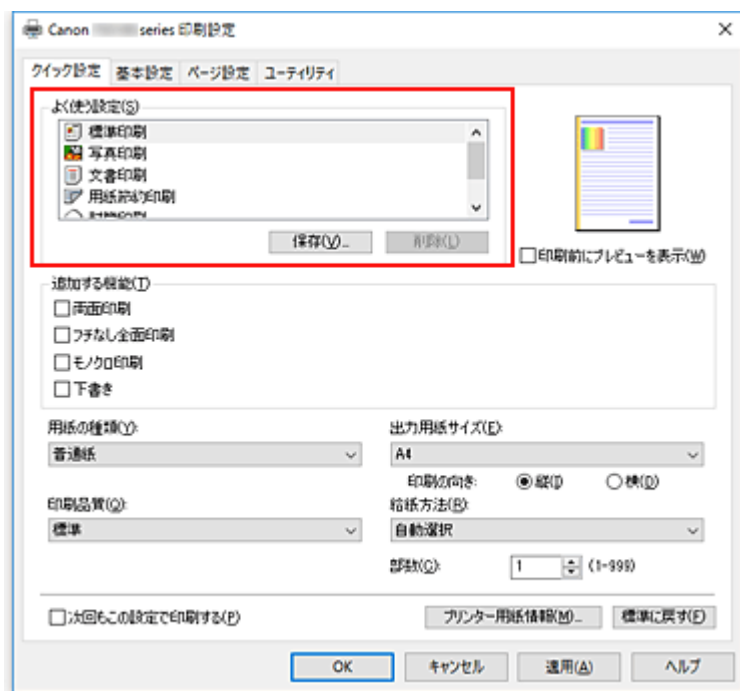 Canon series 印刷設定
クイック設定 基本設定 ページ設定 ユーティリティ
よく使う設定(S)
標準印刷
写真印刷
文書印刷
用紙節約印刷
保存(V)... 削除(L)
印刷前にプレビューを表示(W)
追加する機能(T)
両面印刷
フチなし全面印刷
モノクロ印刷
下書き
用紙の種類(Y): 出力用紙サイズ(E):
普通紙 A4
印刷の向き: 縦(I) 横(D)
印刷品質(Q): 給紙方法(R):
標準 自動選択
部数(C): 1 (1-999)
次回もこの設定で印刷する(P) プリンター用紙情報(M)... 標準に戻す(F)
OK キャンセル 適用(A) ヘルプ